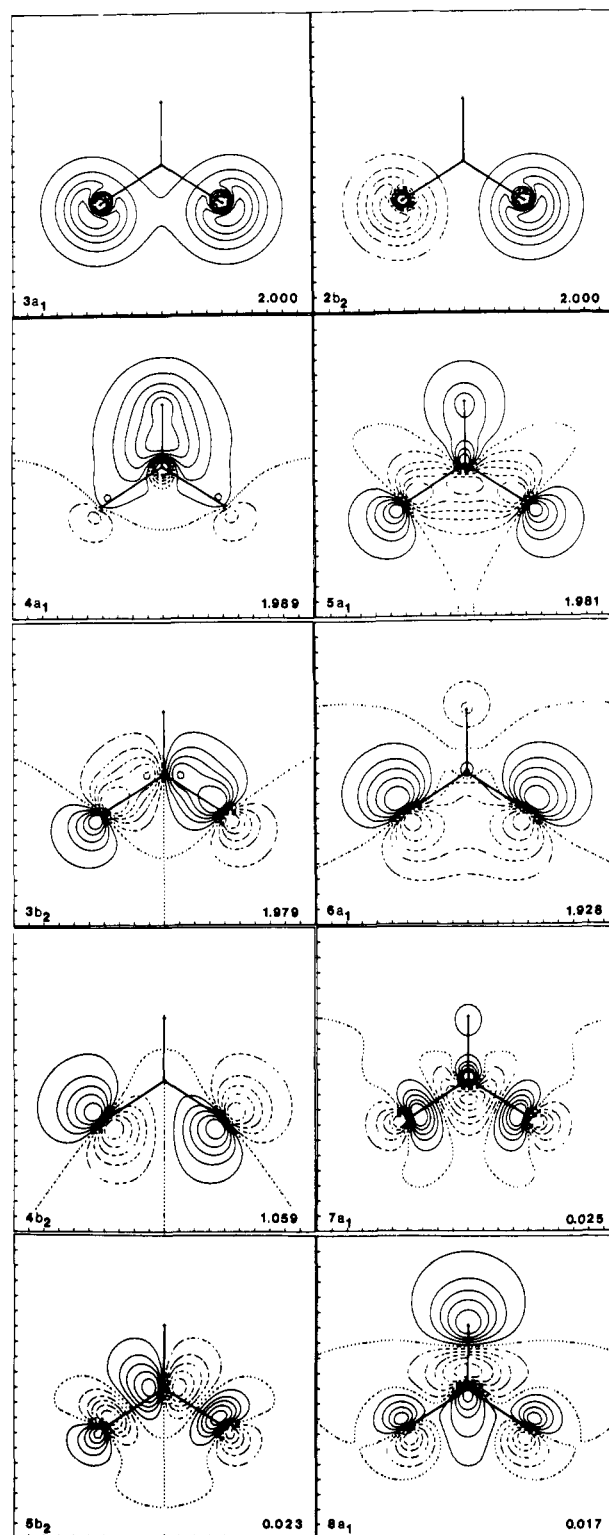 3a₁ 2.000
2b₂ 2.000
4a₁ 1.989
5a₁ 1.981
3b₂ 1.979
6a₁ 1.928
4b₂ 1.059
7a₁ 0.025
5b₂ 0.023
8a₁ 0.017